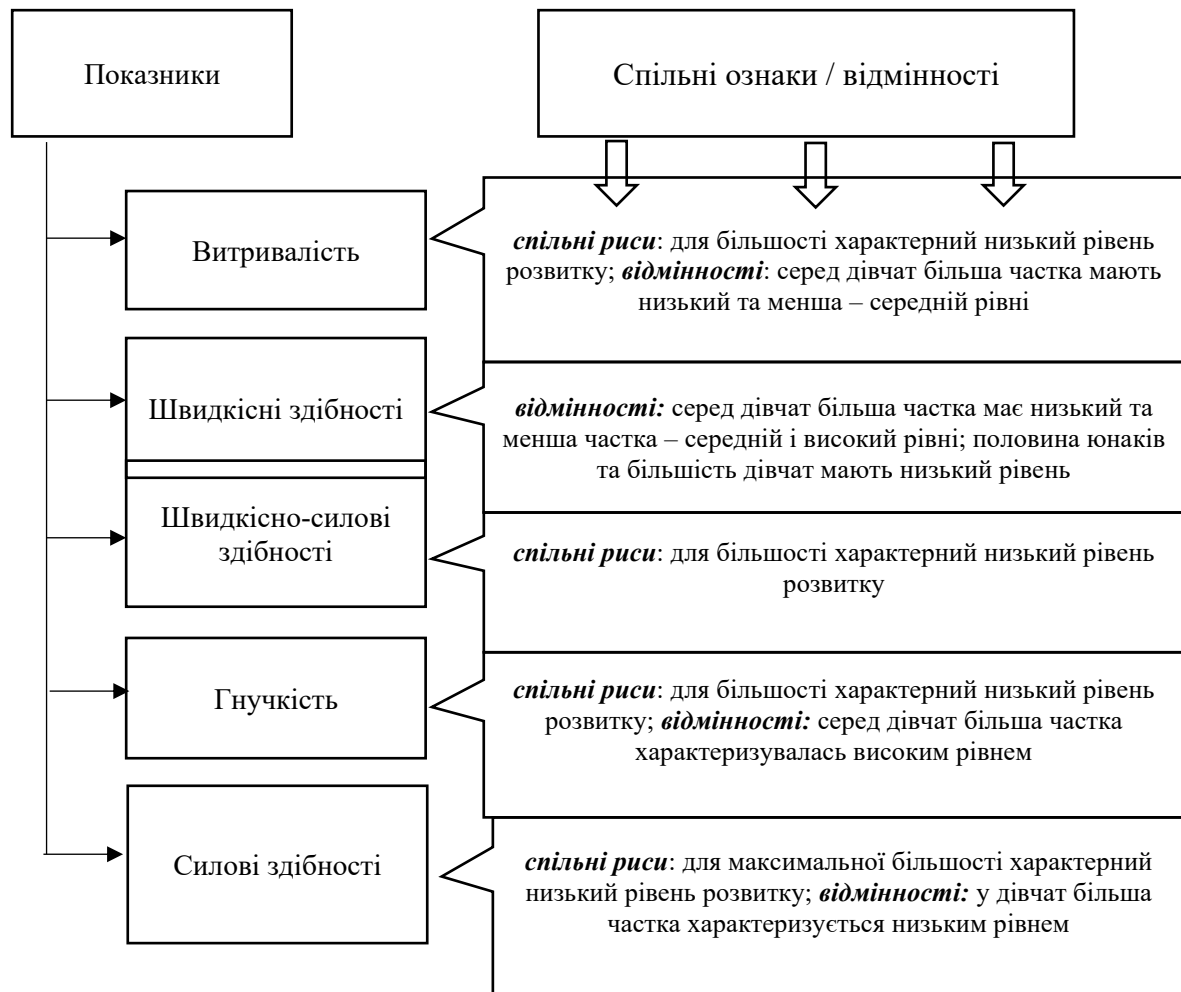 Показники
Спільні ознаки / відмінності
Витривалість
спільні риси: для більшості характерний низький рівень
розвитку; відмінності: серед дівчат більша частка мають
низький та менша – середній рівні
Швидкісні здібності
відмінності: серед дівчат більша частка має низький та
менша частка – середній і високий рівні; половина юнаків
та більшість дівчат мають низький рівень
Швидкісно-силові
здібності
спільні риси: для більшості характерний низький рівень
розвитку
Гнучкість
спільні риси: для більшості характерний низький рівень
розвитку; відмінності: серед дівчат більша частка
характеризувалась високим рівнем
Силові здібності
спільні риси: для максимальної більшості характерний
низький рівень розвитку; відмінності: у дівчат більша
частка характеризується низьким рівнем